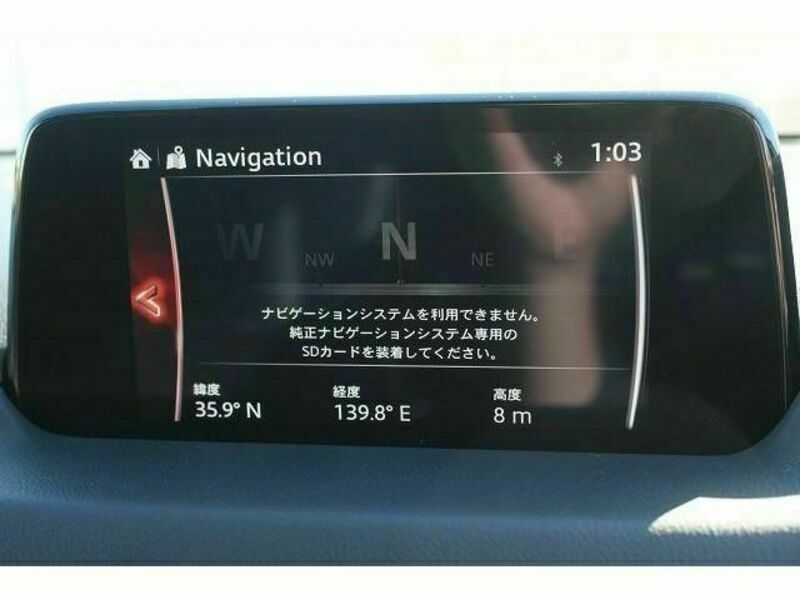 Navigation
1:03
W NW N NE E
ナビゲーションシステムを利用できません。
純正ナビゲーションシステム専用の
SDカードを装着してください。
緯度 経度 高度
35.9° N 139.8° E 8 m